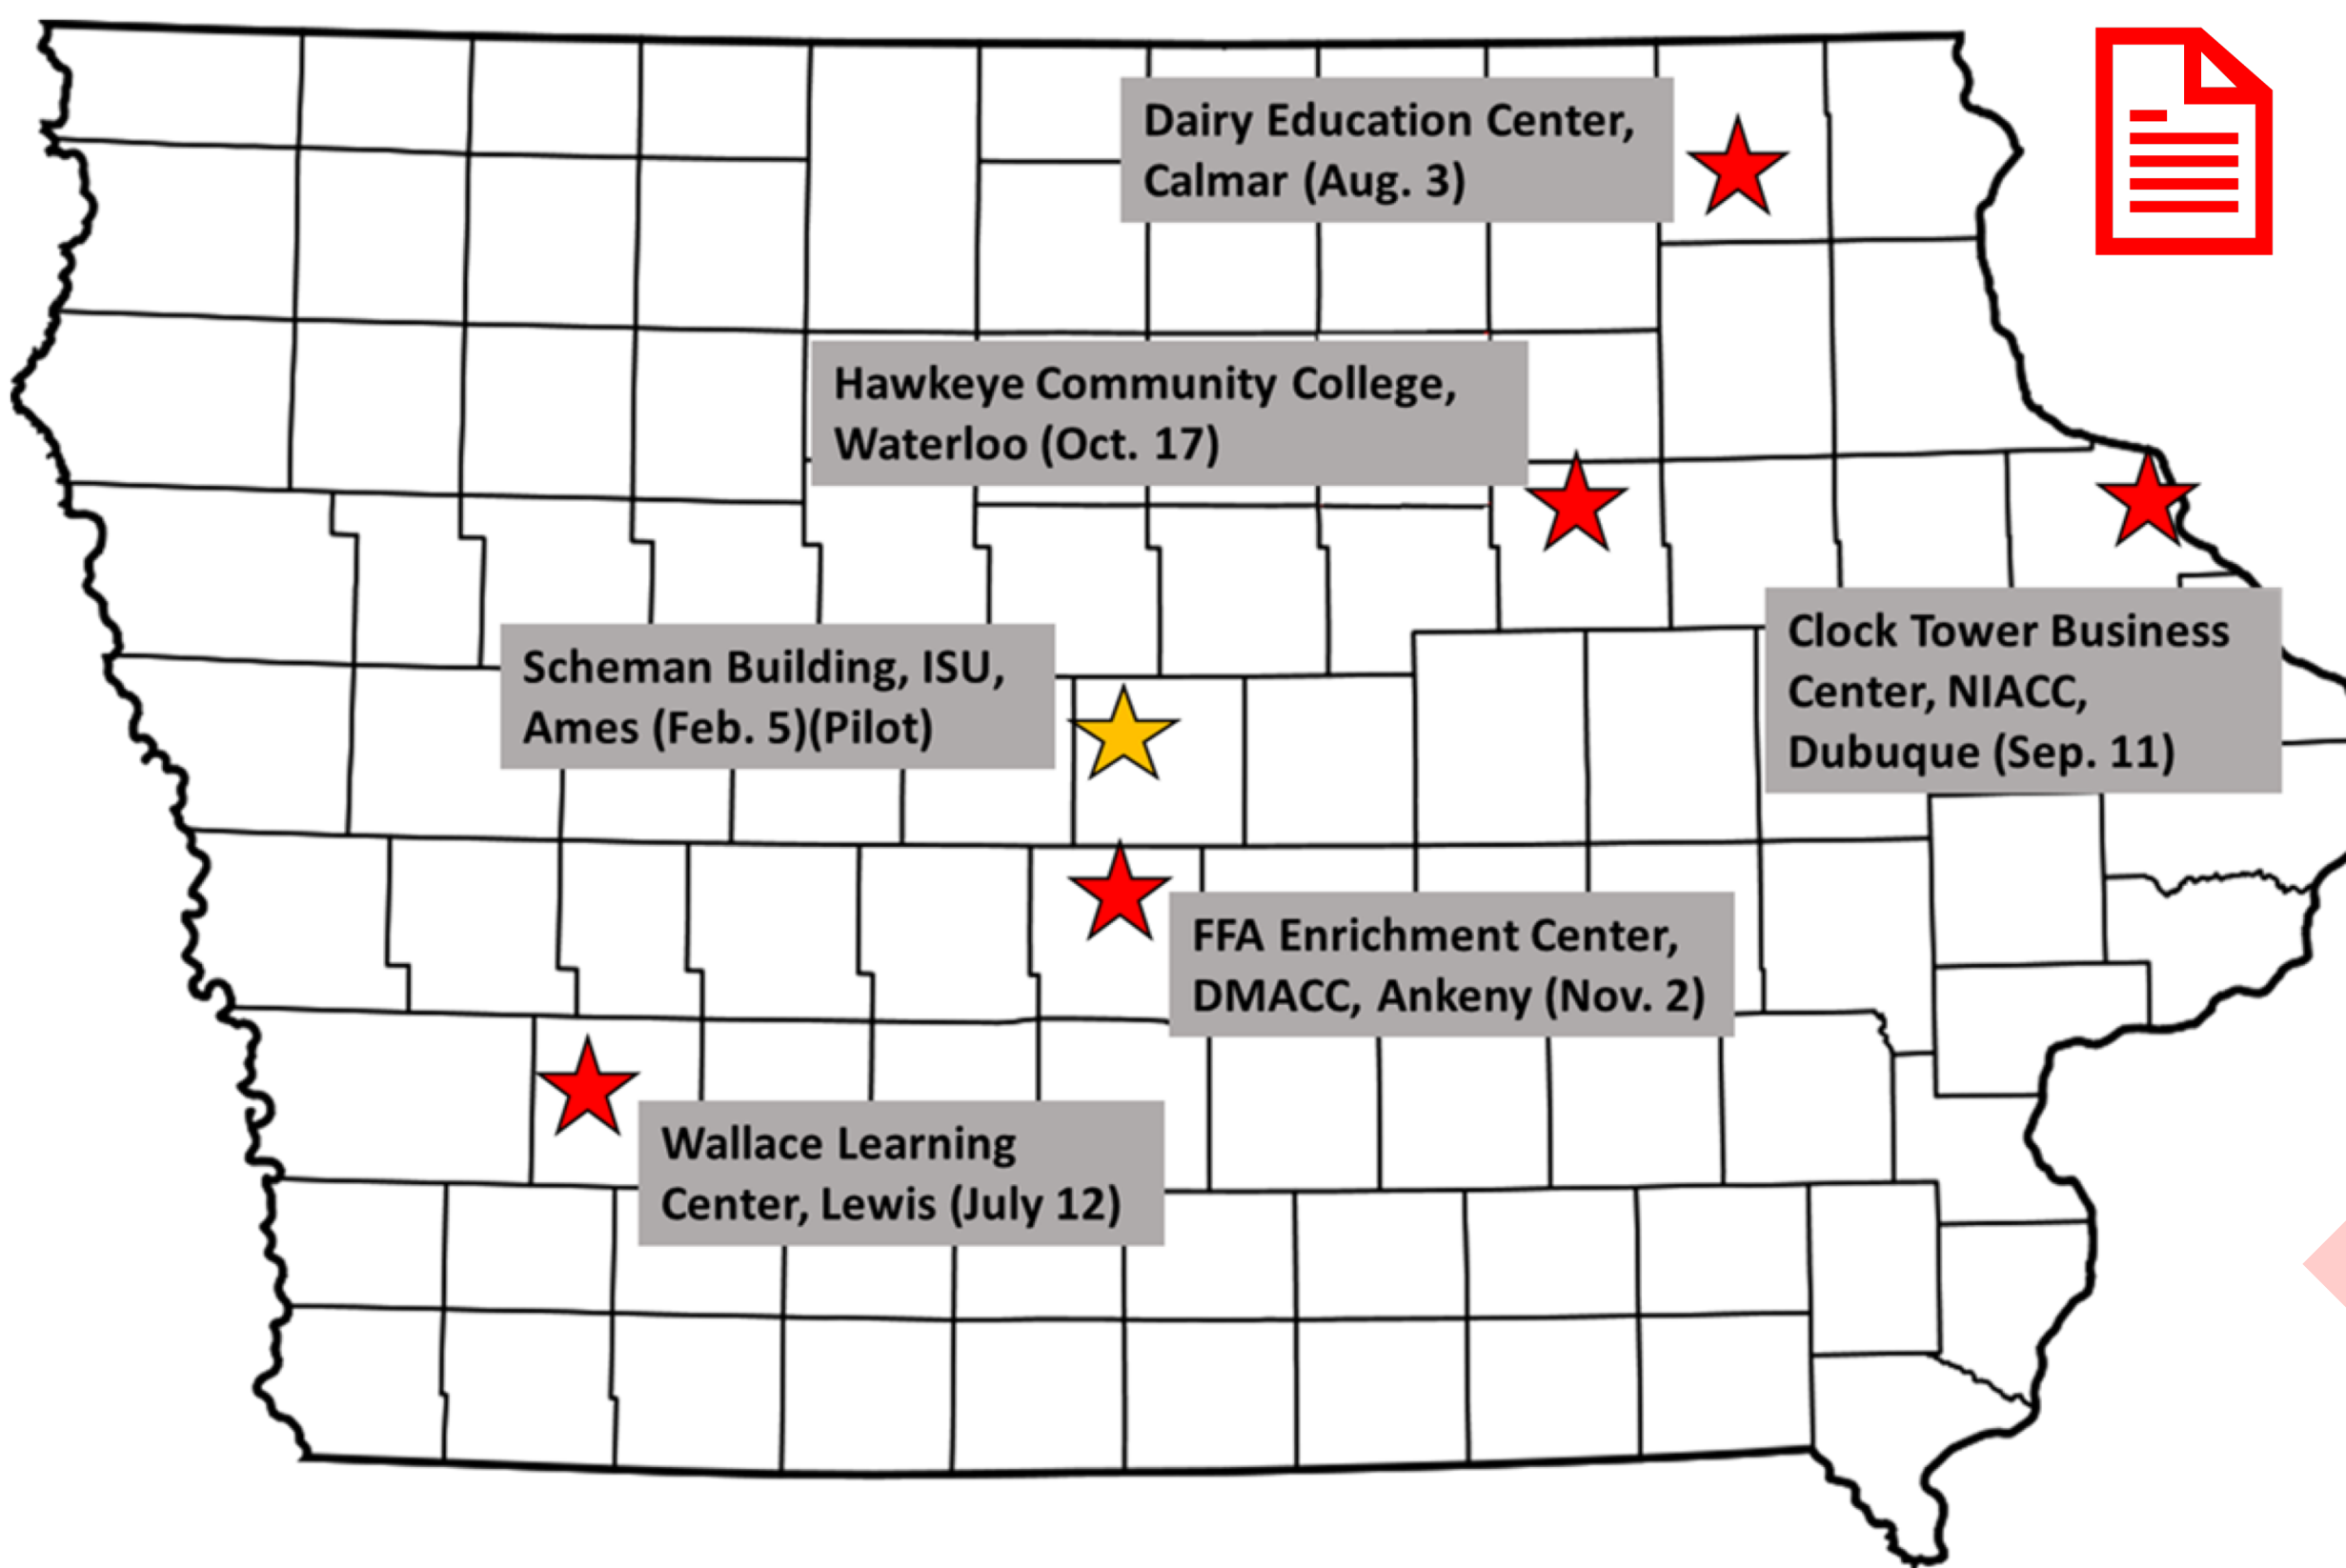 Dairy Education Center,
Calmar (Aug. 3)
Hawkeye Community College,
Waterloo (Oct. 17)
Scheman Building, ISU,
Ames (Feb. 5)(Pilot)
Clock Tower Business
Center, NIACC,
Dubuque (Sep. 11)
FFA Enrichment Center,
DMACC, Ankeny (Nov. 2)
Wallace Learning
Center, Lewis (July 12)